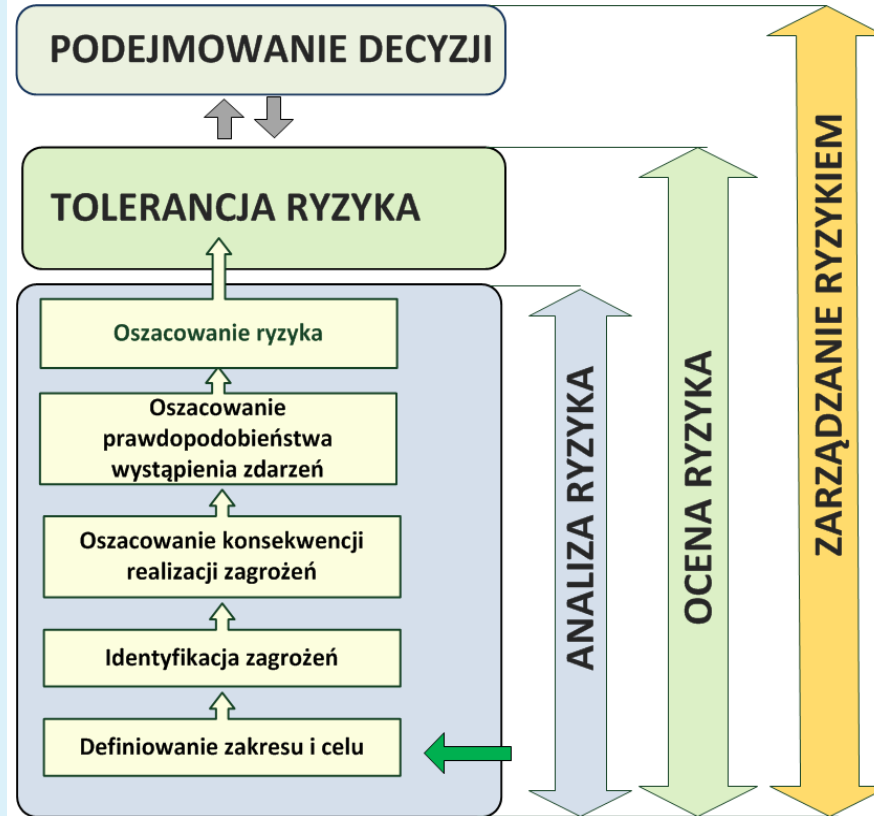 PODEJMOWANIE DECYZJI
TOLERANCJA RYZYKA
Oszacowanie ryzyka
Oszacowanie
prawdopodobieństwa
wystąpienia zdarzeń
Oszacowanie konsekwencji
realizacji zagrożeń
Identyfikacja zagrożeń
Definiowanie zakresu i celu
ANALIZA RYZYKA
OCENA RYZYKA
ZARZĄDZANIE RYZYKIEM